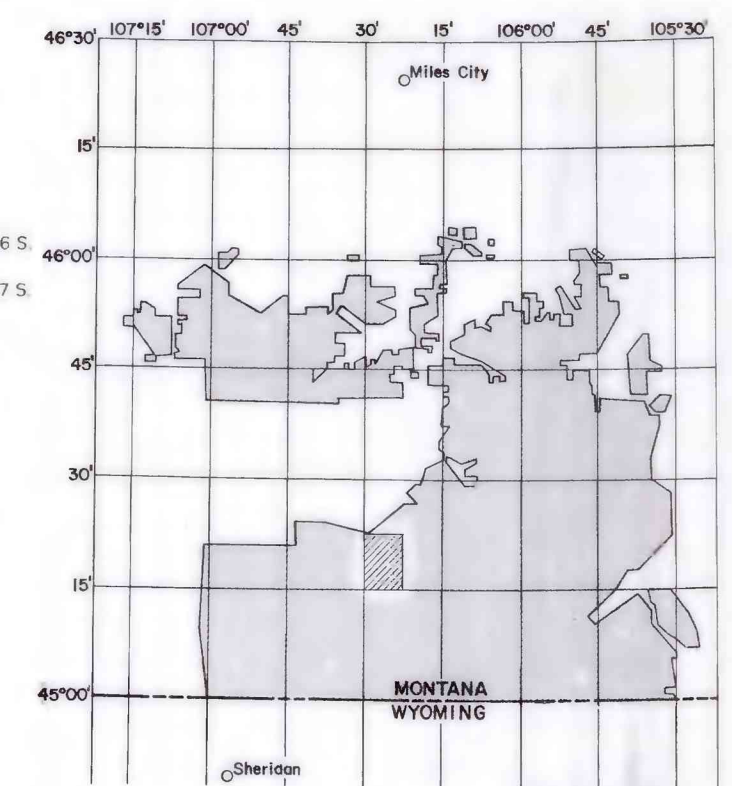 107°15' 107°00' 45' 30' 15' 106°00' 45' 105°30'
46°30'
Miles City
15'
6 S.
46°00'
7 S.
45'
30'
15'
45°00'
MONTANA
WYOMING
Sheridan